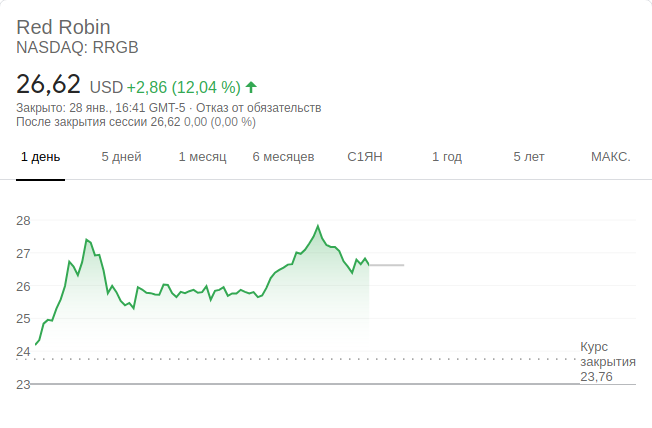 Red Robin
NASDAQ: RRGB
26,62 USD +2,86 (12,04 %)
Закрыто: 28 янв., 16:41 GMT-5 · Отказ от обязательств
После закрытия сессии 26,62 0,00 (0,00 %)
1 день 5 дней 1 месяц 6 месяцев С1ЯН 1 год 5 лет МАКС.
28
27
26
25
24
23
Курс
закрытия
23,76